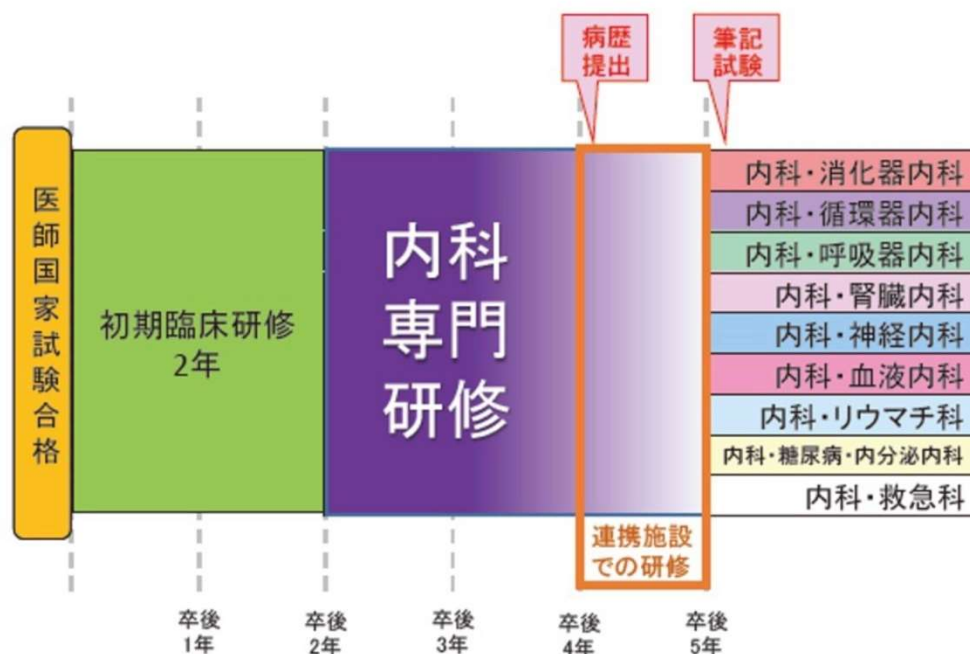 病歴
提出
筆記
試験
医師国家試験合格
初期臨床研修
2年
内科
専門
研修
内科・消化器内科
内科・循環器内科
内科・呼吸器内科
内科・腎臓内科
内科・神経内科
内科・血液内科
内科・リウマチ科
内科・糖尿病・内分泌内科
内科・救急科
連携施設
での研修
卒後
1年
卒後
2年
卒後
3年
卒後
4年
卒後
5年